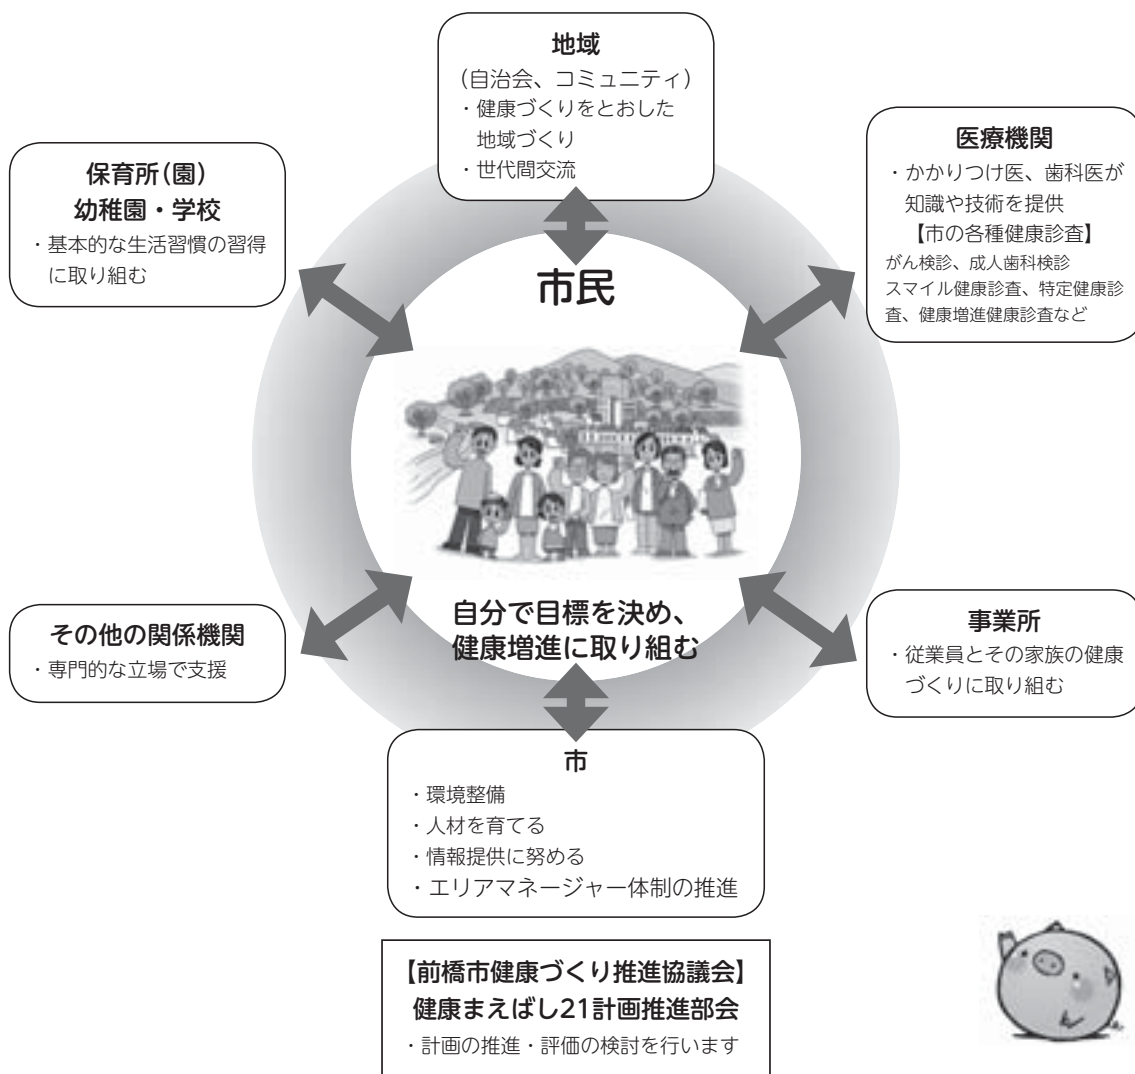 地域
(自治会、コミュニティ)
・健康づくりをとおした
地域づくり
・世代間交流
保育所(園)
幼稚園・学校
・基本的な生活習慣の習得
に取り組む
医療機関
・かかりつけ医、歯科医が
知識や技術を提供
【市の各種健康診査】
がん検診、成人歯科検診
スマイル健康診査、特定健康診
査、健康増進健康診査など
市民
自分で目標を決め、
健康増進に取り組む
その他の関係機関
・専門的な立場で支援
事業所
・従業員とその家族の健康
づくりに取り組む
市
・環境整備
・人材を育てる
・情報提供に努める
・エリアマネージャー体制の推進
【前橋市健康づくり推進協議会】
健康まえばし21計画推進部会
・計画の推進・評価の検討を行います